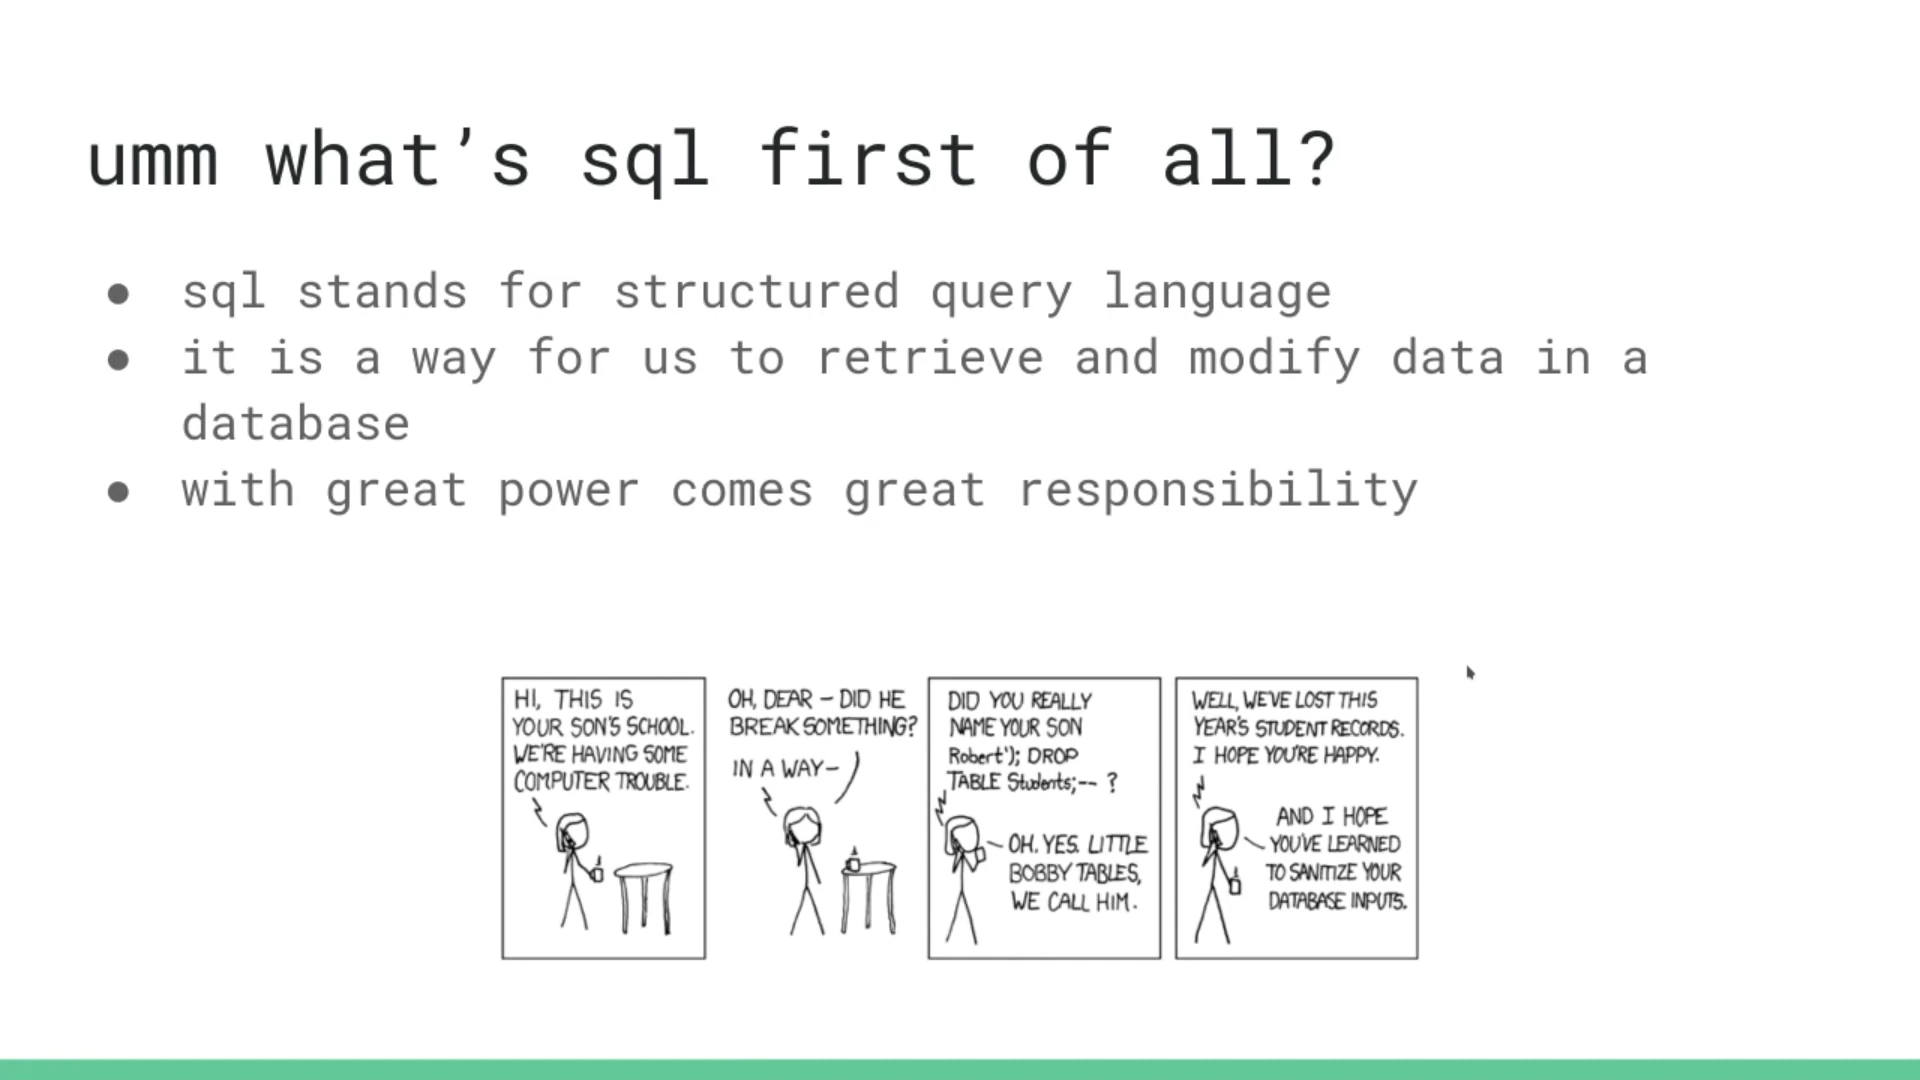 umm what’s sql first of all?
● sql stands for structured query language
● it is a way for us to retrieve and modify data in a
database
● with great power comes great responsibility
HI, THIS IS
YOUR SON'S SCHOOL.
WE'RE HAVING SOME
COMPUTER TROUBLE.
OH, DEAR – DID HE
BREAK SOMETHING?
IN A WAY–
DID YOU REALLY
NAME YOUR SON
Robert'); DROP
TABLE Students;-- ?
OH. YES. LITTLE
BOBBY TABLES,
WE CALL HIM.
WELL, WE'VE LOST THIS
YEAR'S STUDENT RECORDS.
I HOPE YOU'RE HAPPY.
AND I HOPE
YOU'VE LEARNED
TO SANITIZE YOUR
DATABASE INPUTS.